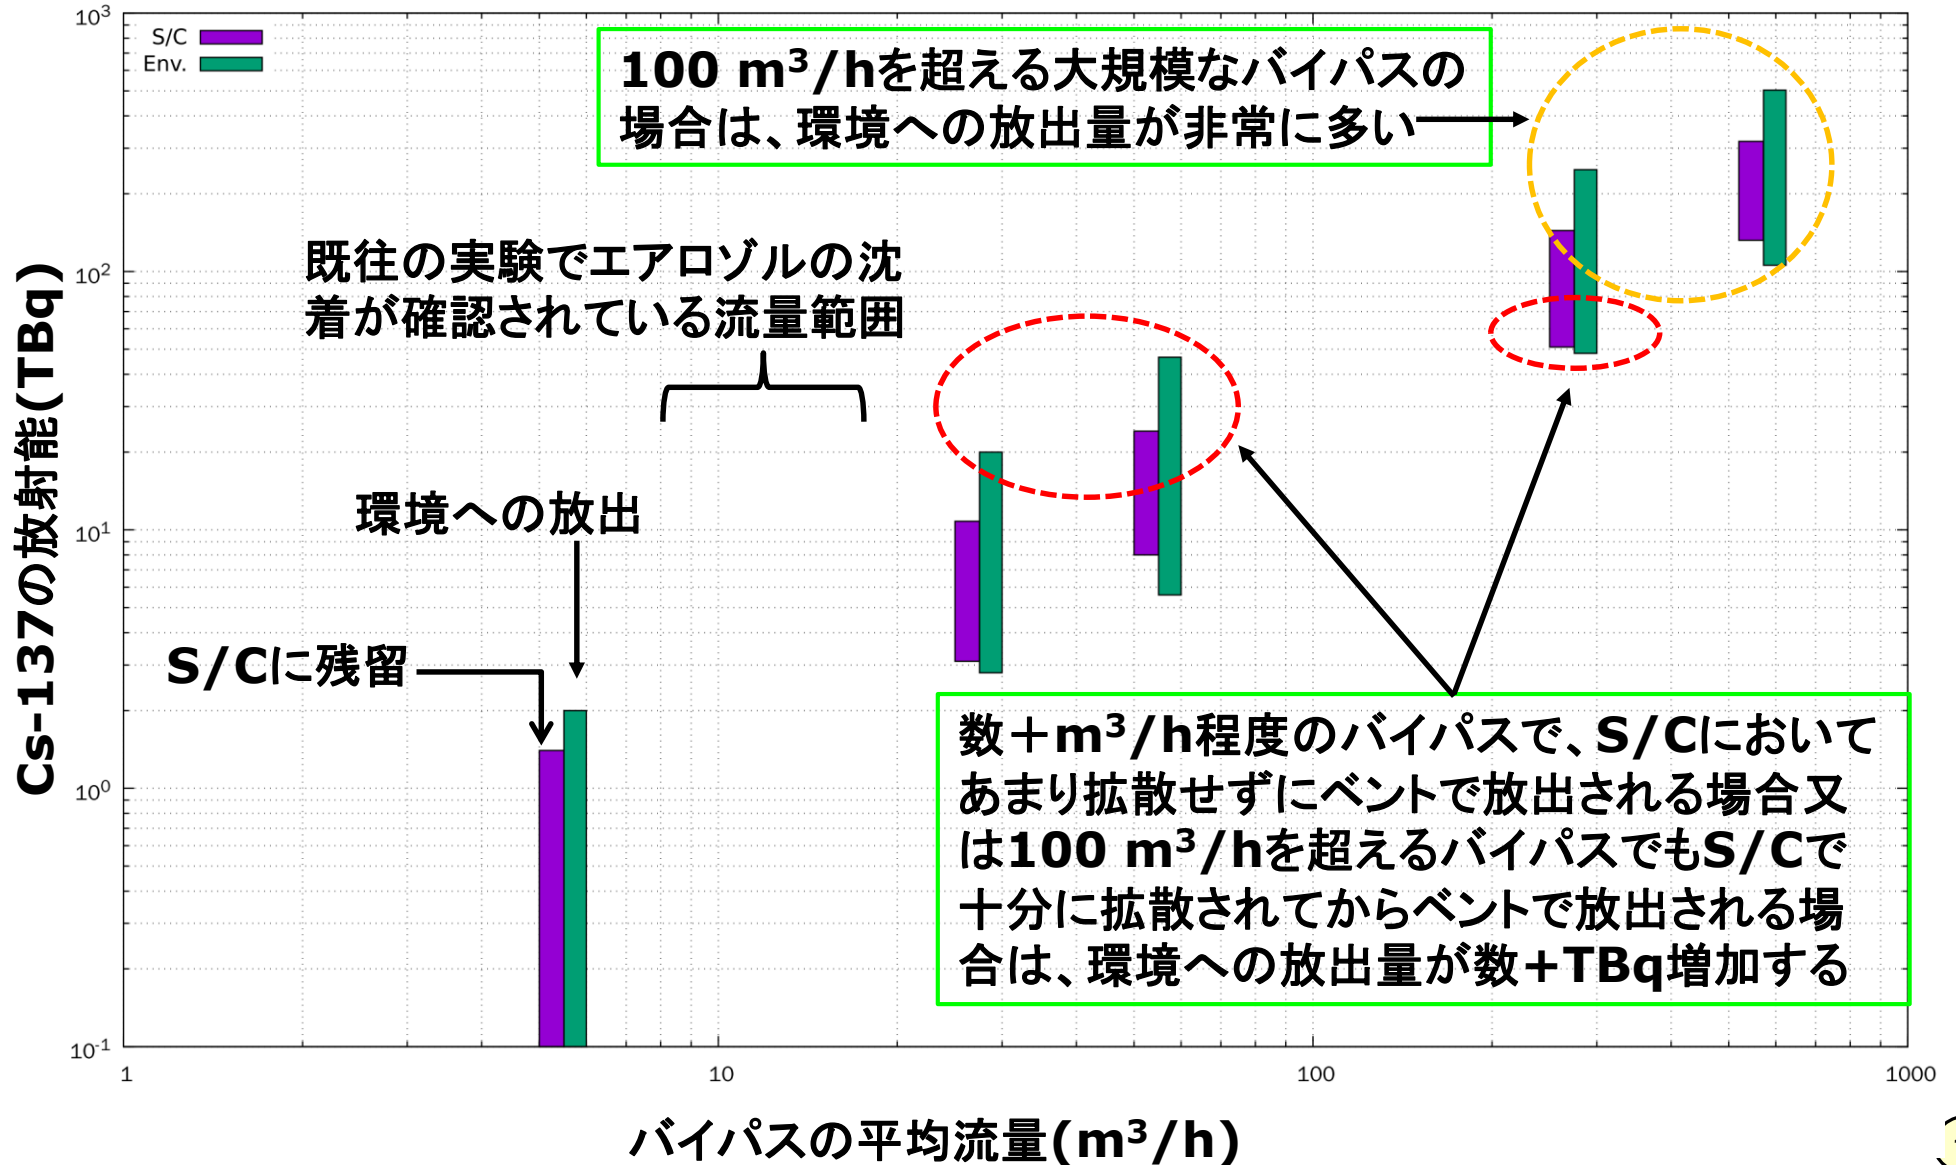 10³
S/C
Env.
100 m³/hを超える大規模なバイパスの
場合は、環境への放出量が非常に多い
既往の実験でエアロゾルの沈
着が確認されている流量範囲
10²
環境への放出
10¹
S/Cに残留
Cs-137の放射能(TBq)
数＋m³/h程度のバイパスで、S/Cにおいて
あまり拡散せずにベントで放出される場合又
は100 m³/hを超えるバイパスでもS/Cで
十分に拡散されてからベントで放出される場
合は、環境への放出量が数+TBq増加する
10⁰
10⁻¹
1
10
100
1000
バイパスの平均流量(m³/h)